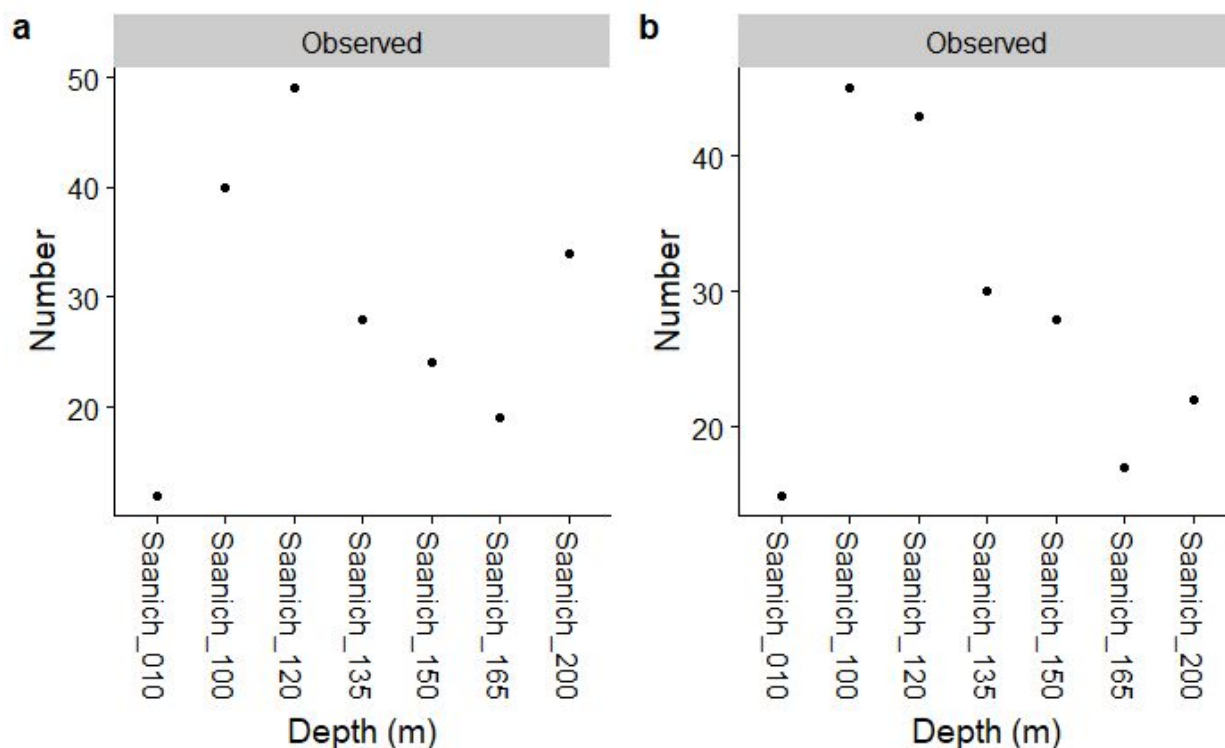 a
Observed
Number
50
40
30
20
Saanich_010
Saanich_100
Saanich_120
Saanich_135
Saanich_150
Saanich_165
Saanich_200
Depth (m)
b
Observed
Number
40
30
20
Saanich_010
Saanich_100
Saanich_120
Saanich_135
Saanich_150
Saanich_165
Saanich_200
Depth (m)